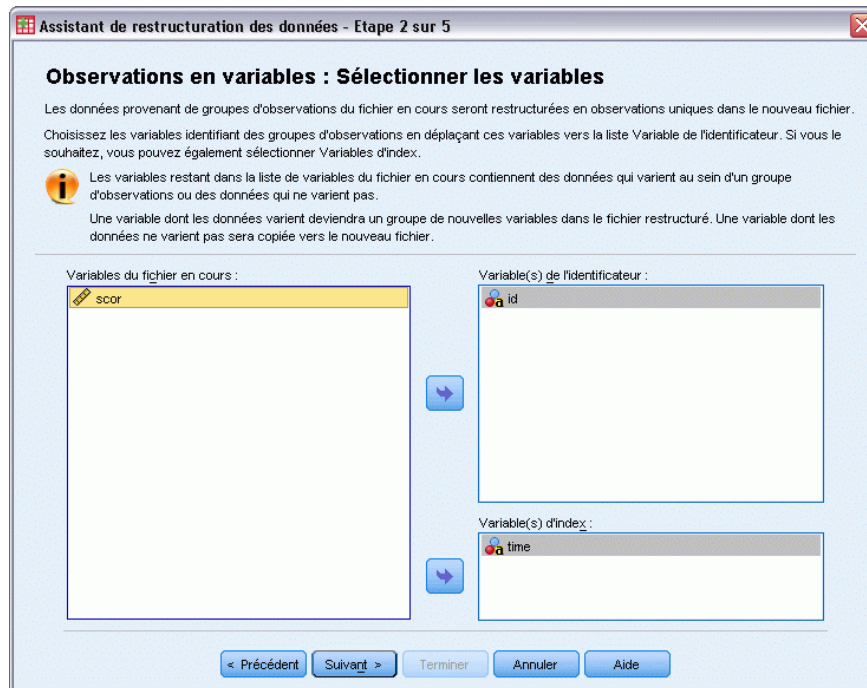 Assistant de restructuration des données - Etape 2 sur 5
Observations en variables : Sélectionner les variables
Les données provenant de groupes d'observations du fichier en cours seront restructurées en observations uniques dans le nouveau fichier.
Choisissez les variables identifiant des groupes d'observations en déplaçant ces variables vers la liste Variable de l'identificateur. Si vous le
souhaitez, vous pouvez également sélectionner Variables d'index.
Les variables restant dans la liste de variables du fichier en cours contiennent des données qui varient au sein d'un groupe
d'observations ou des données qui ne varient pas.
Une variable dont les données varient deviendra un groupe de nouvelles variables dans le fichier restructuré. Une variable dont les
données ne varient pas sera copiée vers le nouveau fichier.
Variables du fichier en cours :
scor
Variable(s) de l'identificateur :
id
Variable(s) d'index :
time
< Précédent
Suivant >
Terminer
Annuler
Aide